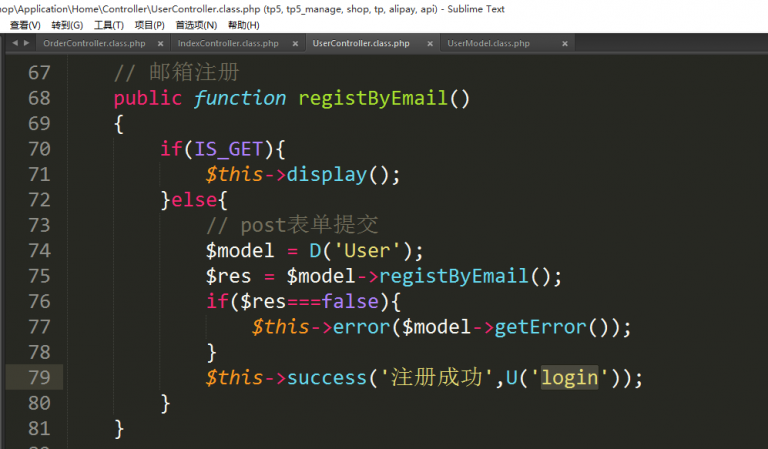 hop\Application\Home\Controller\UserController.class.php (tp5, tp5_manage, shop, tp, alipay, api) - Sublime Text
查看(V) 转到(G) 工具(T) 项目(P) 首选项(N) 帮助(H)
OrderController.class.php × IndexController.class.php × UserController.class.php × UserModel.class.php ×
67 // 邮箱注册
68 public function registByEmail()
69 {
70 if(IS_GET){
71 $this->display();
72 }else{
73 // post表单提交
74 $model = D('User');
75 $res = $model->registByEmail();
76 if($res===false){
77 $this->error($model->getError());
78 }
79 $this->success('注册成功',U('login'));
80 }
81 }